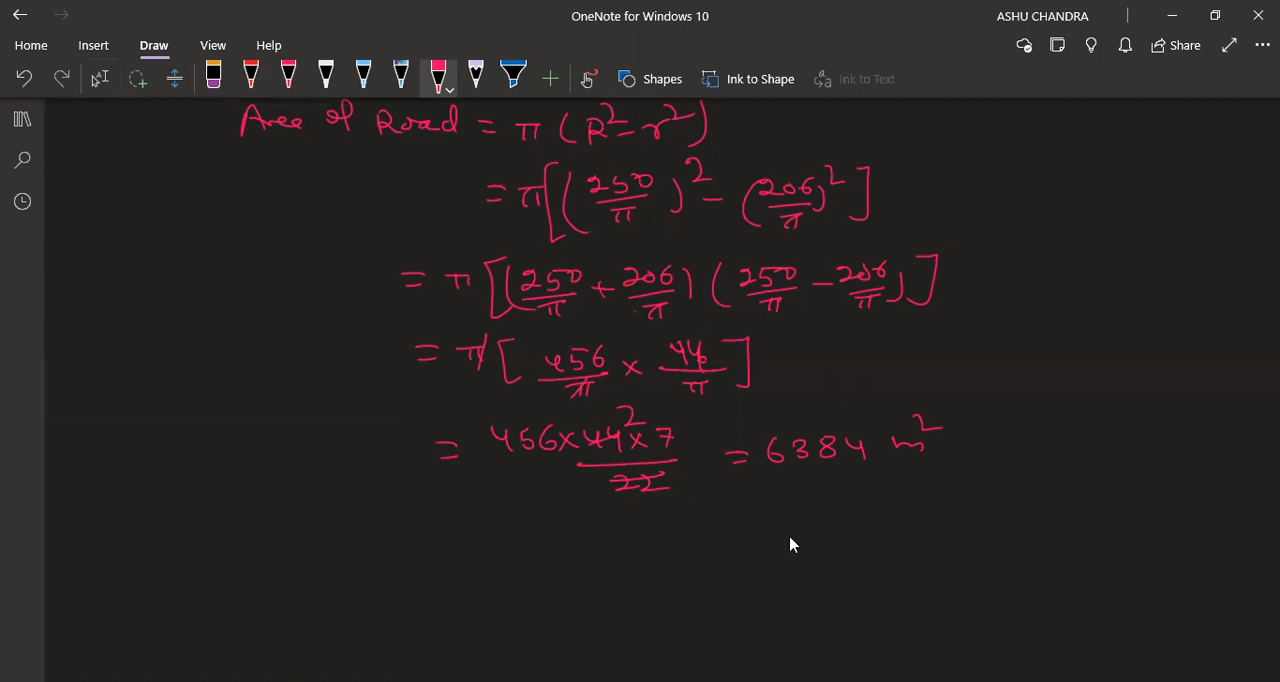 OneNote for Windows 10
ASHU CHANDRA
Home Insert Draw View Help
Share
Shapes Ink to Shape Ink to Text
Area of Road = π (R² - r²)
= π[(250/π)² - (206/π)²]
= π[(250/π + 206/π) (250/π - 206/π)]
= π[456/π × 44/π]
= 456×44×7/22 2 = 6384 m²